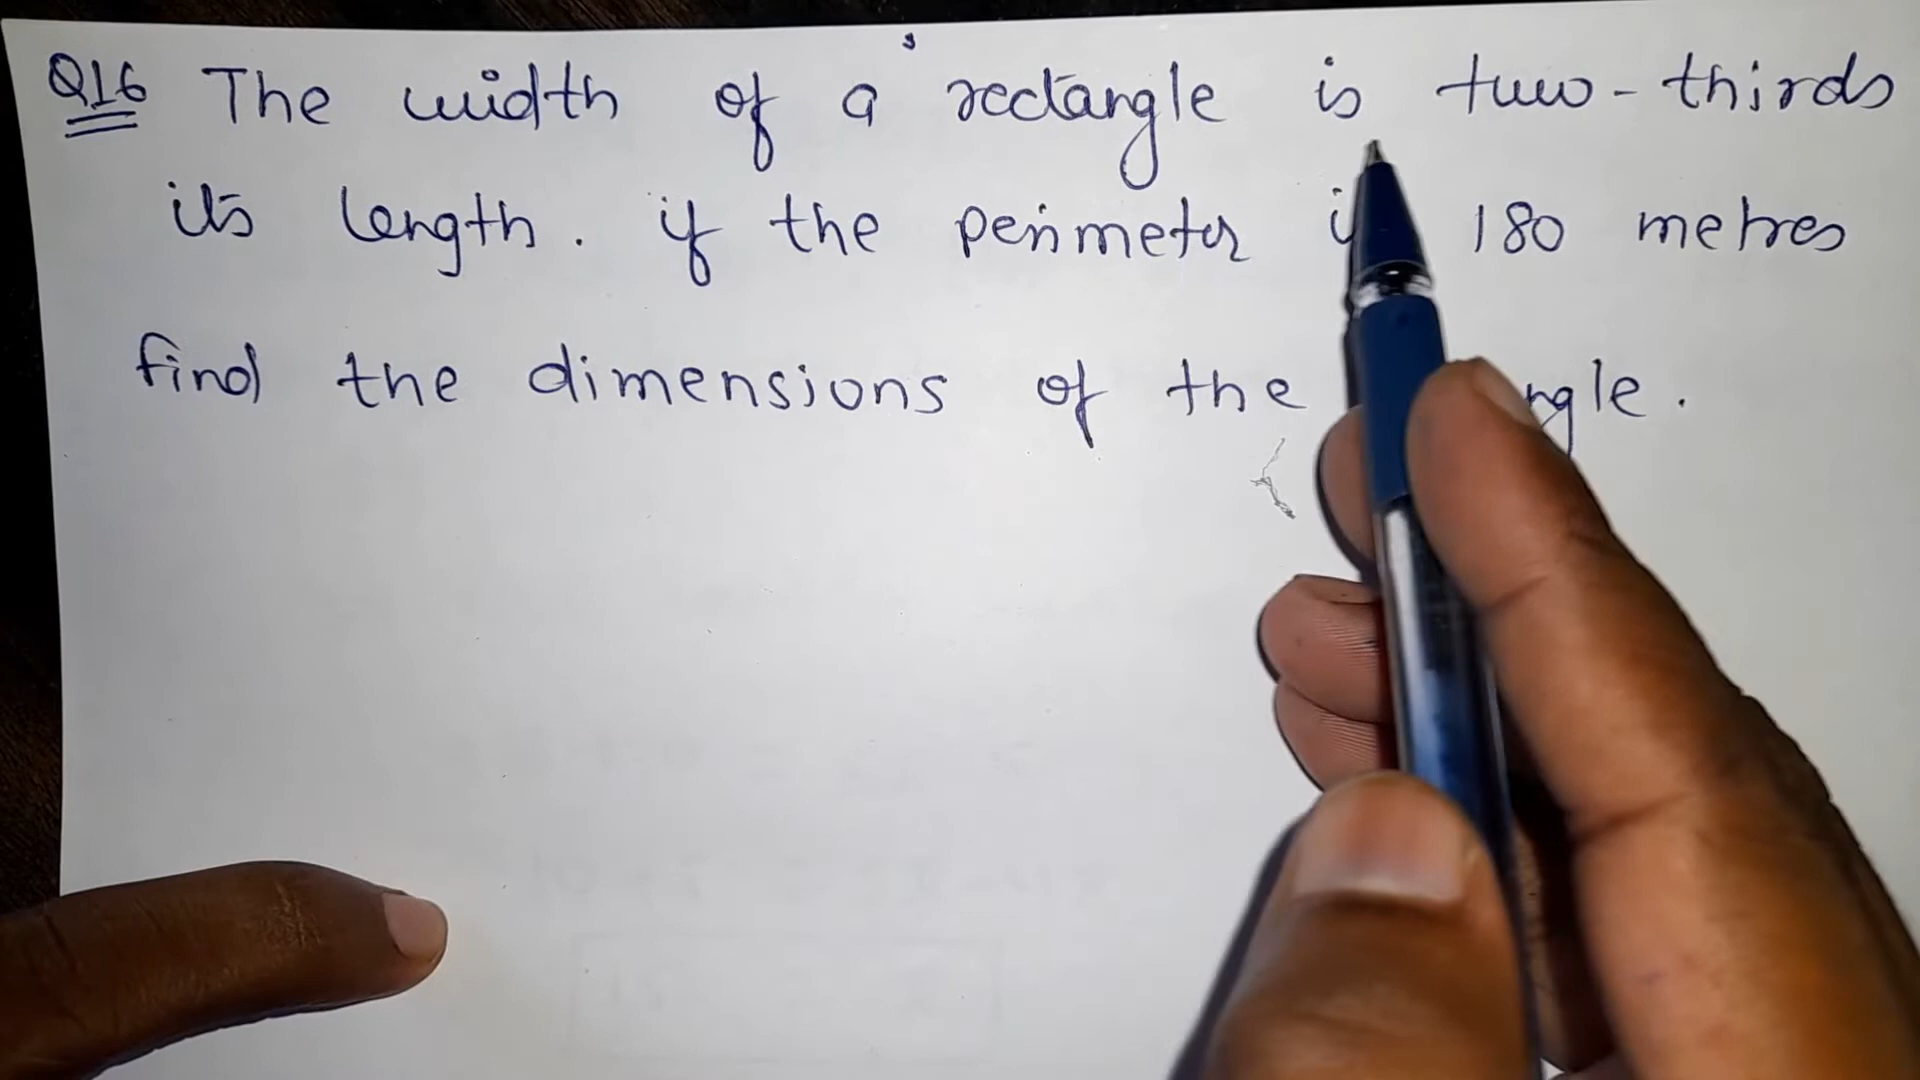 Q16 The width of a rectangle is two-thirds
its length. if the perimeter 180 metres
find the dimensions of the